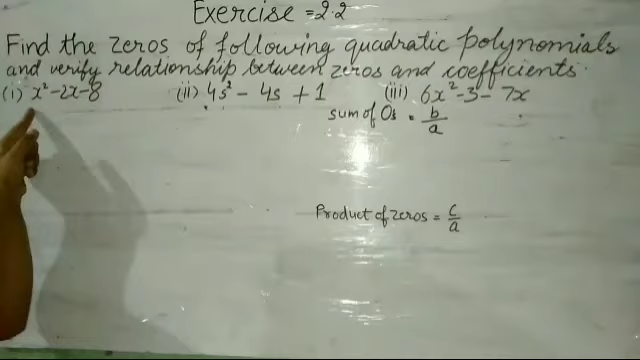 Exercise = 2.2
Find the zeros of following quadratic polynomials
and verify relationship between zeros and coefficients.
(i) x² - 2x - 8 (ii) 4s² - 4s + 1 (iii) 6x² - 3 - 7x
sum of 0s = b/a
Product of zeros = c/a